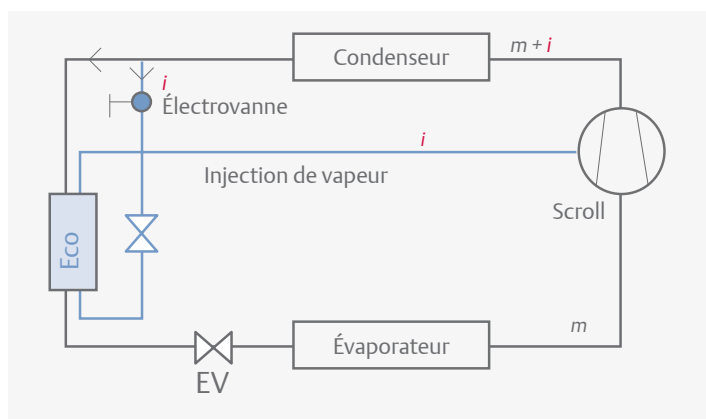 Condenseur
m + i
i
Électrovanne
i
Injection de vapeur
Scroll
Eco
m
Évaporateur
EV